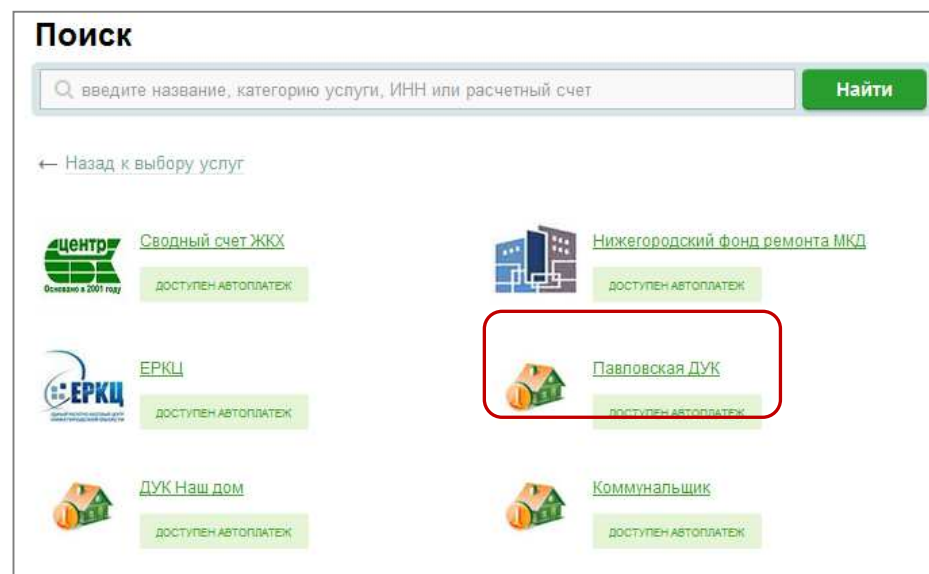 Поиск
введите название, категорию услуги, ИНН или расчетный счет
Найти
← Назад к выбору услуг
центр
Основано в 2001 году
Сводный счет ЖКХ
ДОСТУПЕН АВТОПЛАТЕЖ
Нижегородский фонд ремонта МКД
ДОСТУПЕН АВТОПЛАТЕЖ
ЕРКЦ
ЕРКЦ
ДОСТУПЕН АВТОПЛАТЕЖ
Павловская ДУК
ДОСТУПЕН АВТОПЛАТЕЖ
ДУК Наш дом
ДОСТУПЕН АВТОПЛАТЕЖ
Коммунальщик
ДОСТУПЕН АВТОПЛАТЕЖ